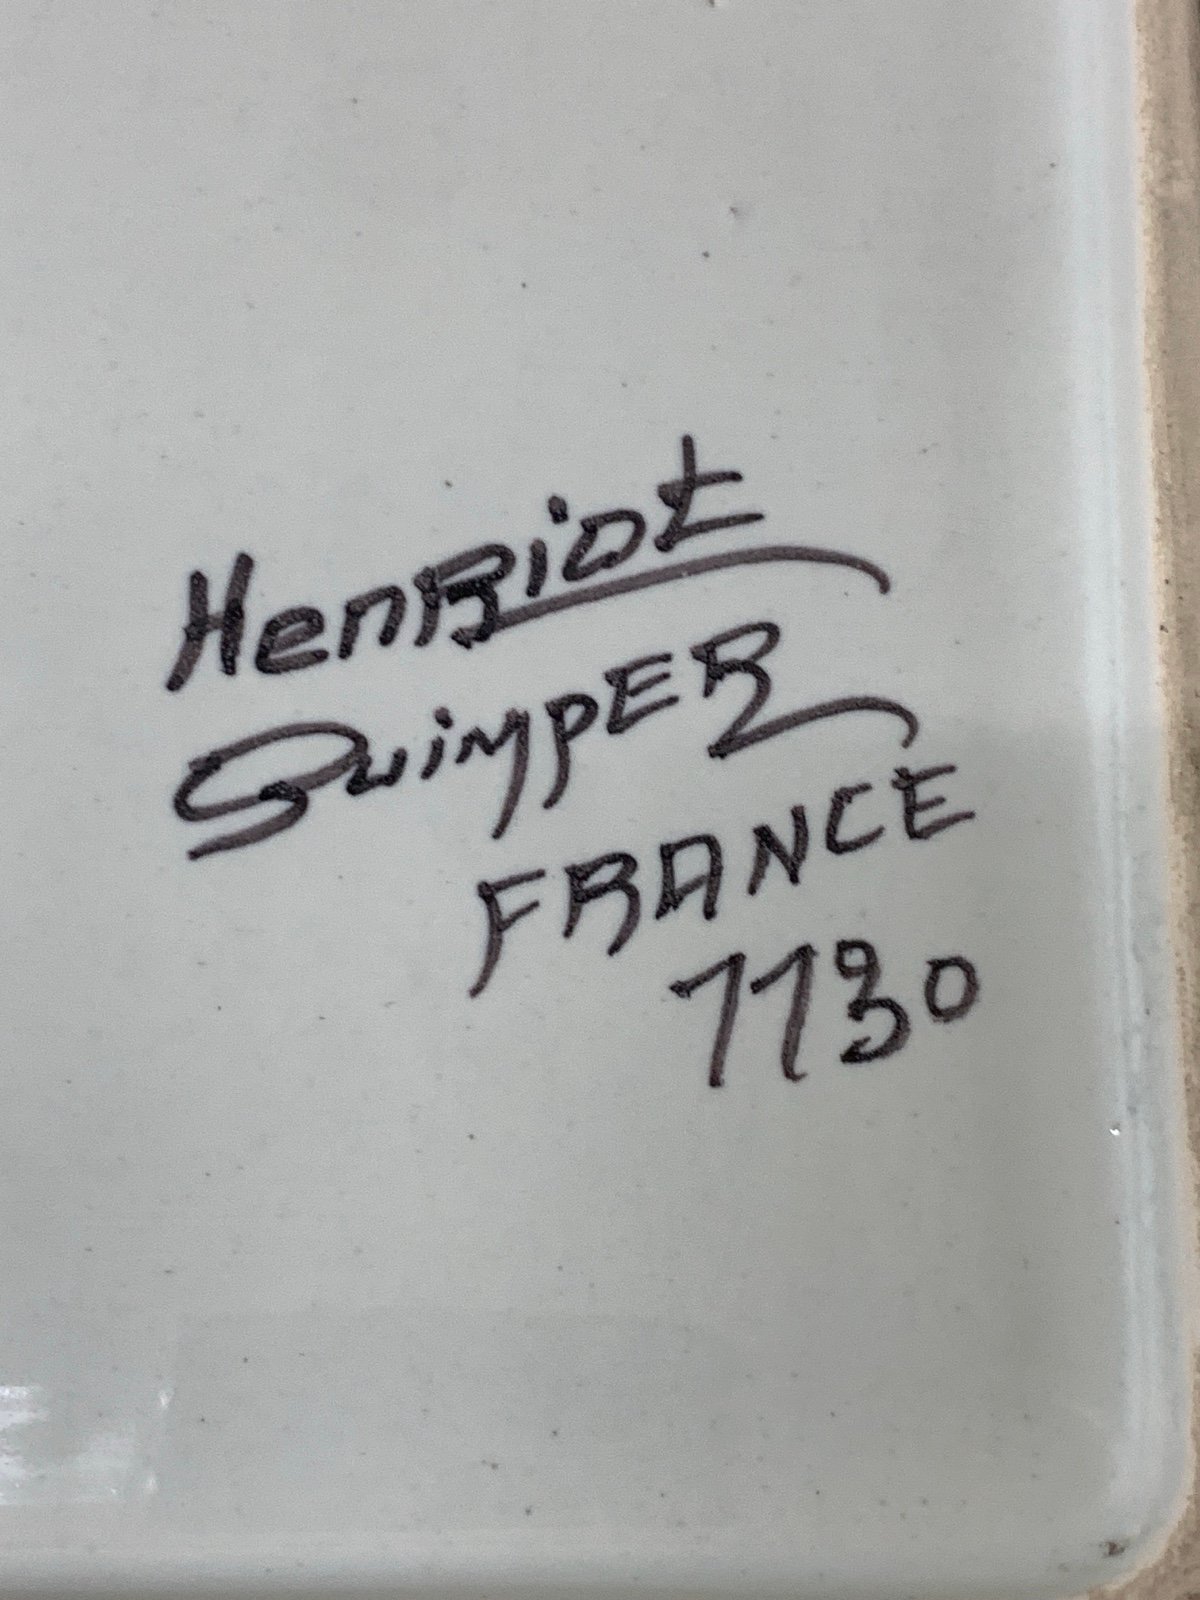 HenRiot
QuimpER
FRANCE
1130